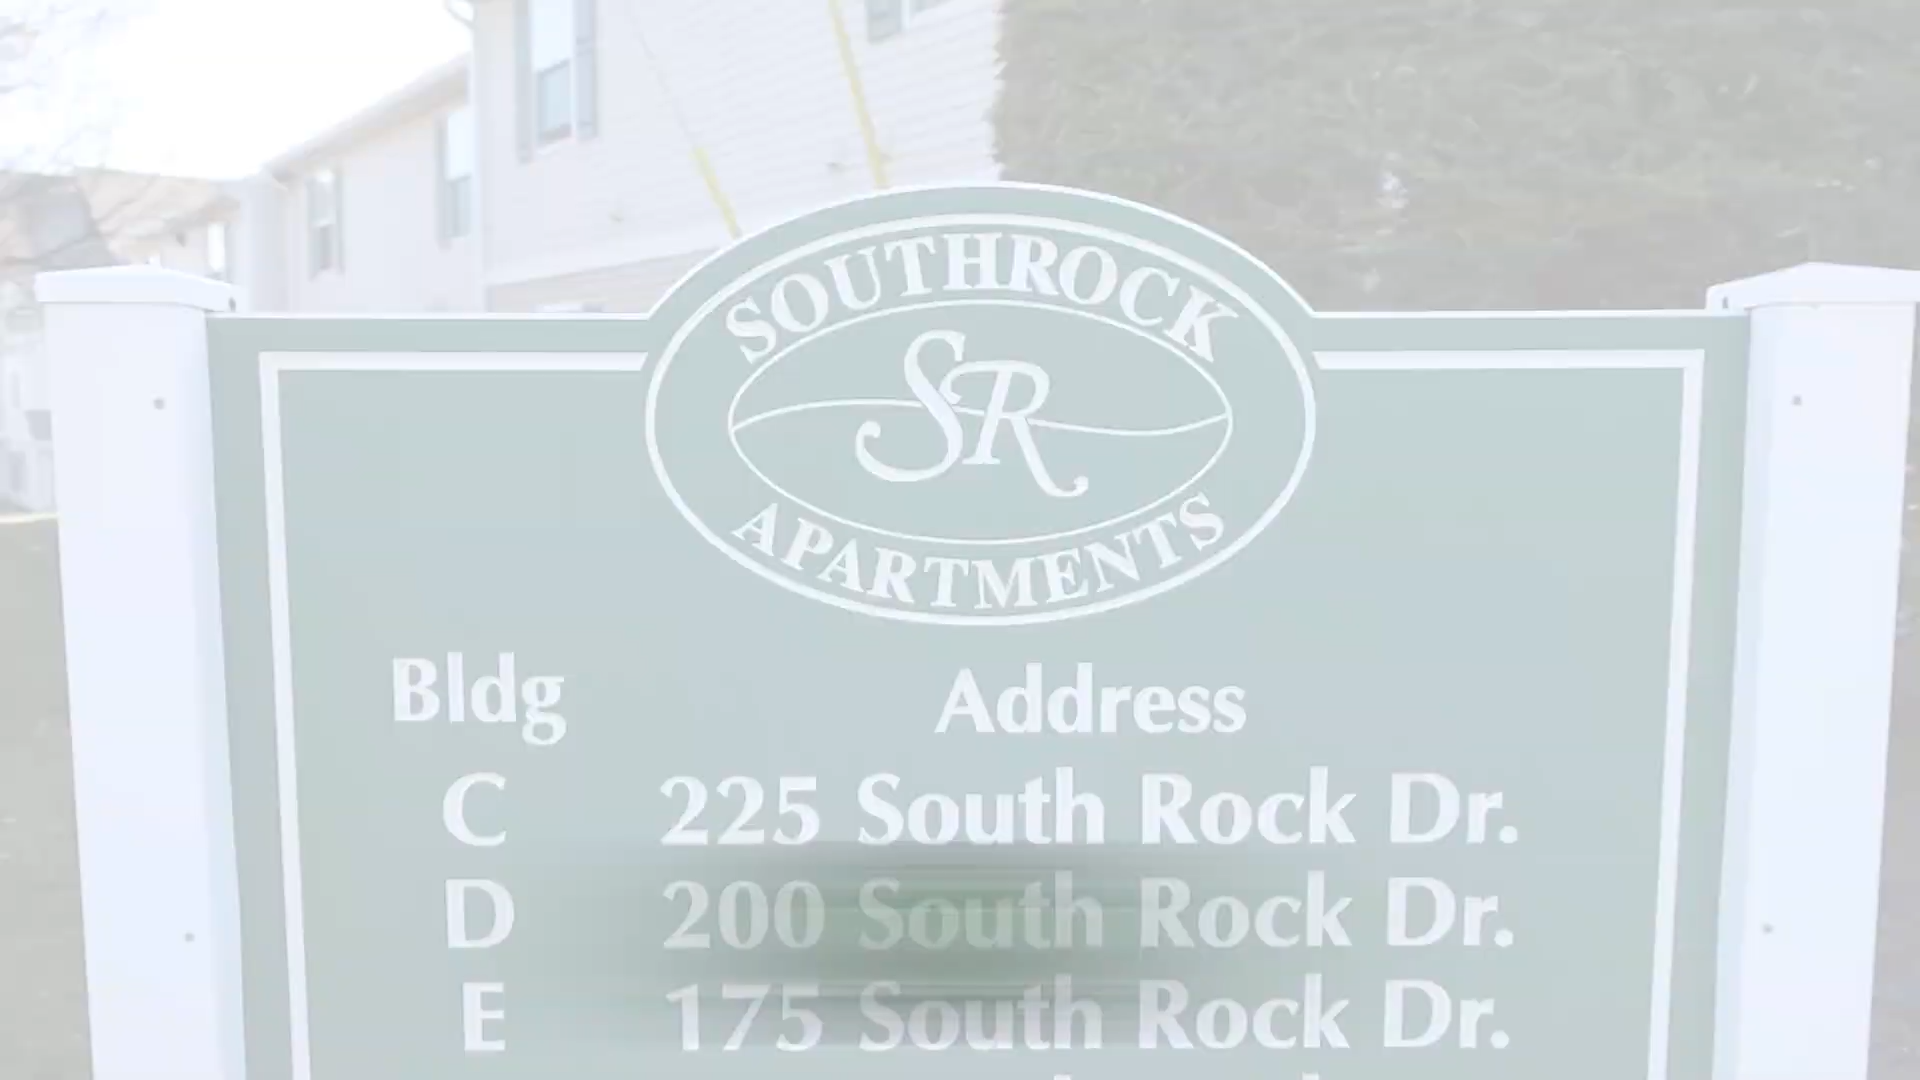 SOUTHROCK
SR
APARTMENTS
Bldg Address
C 225 South Rock Dr.
D 200 South Rock Dr.
E 175 South Rock Dr.